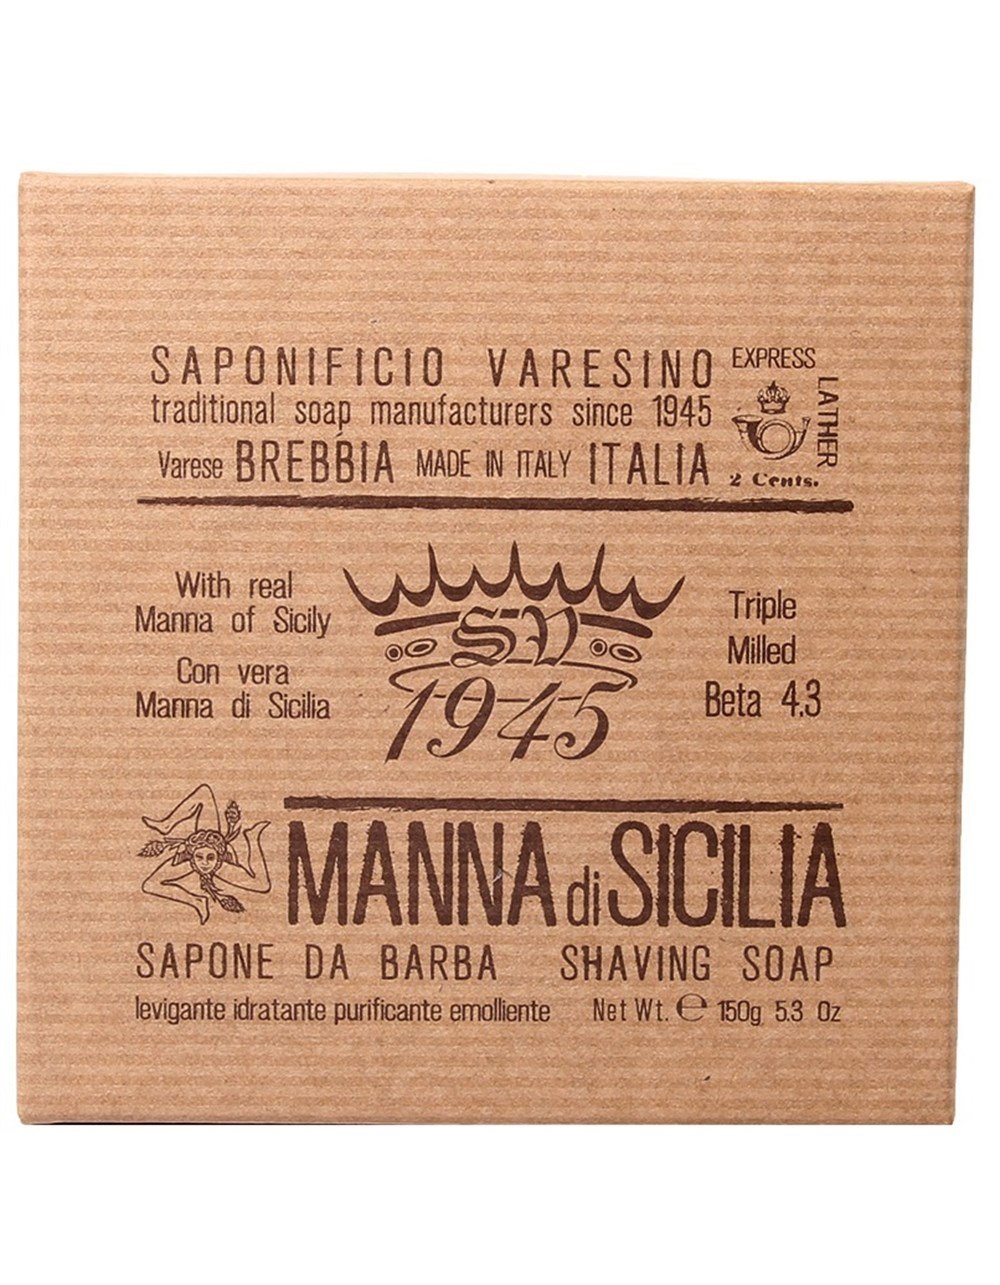 SAPONIFICIO VARESINO
traditional soap manufacturers since 1945
Varese BREBBIA MADE IN ITALY ITALIA
EXPRESS
LATHER
2 Cents.
With real
Manna of Sicily
Con vera
Manna di Sicilia
SV
1945
Triple
Milled
Beta 4.3
MANNA di SICILIA
SAPONE DA BARBA SHAVING SOAP
levigante idratante purificante emolliente Net Wt. ℮ 150g 5.3 Oz